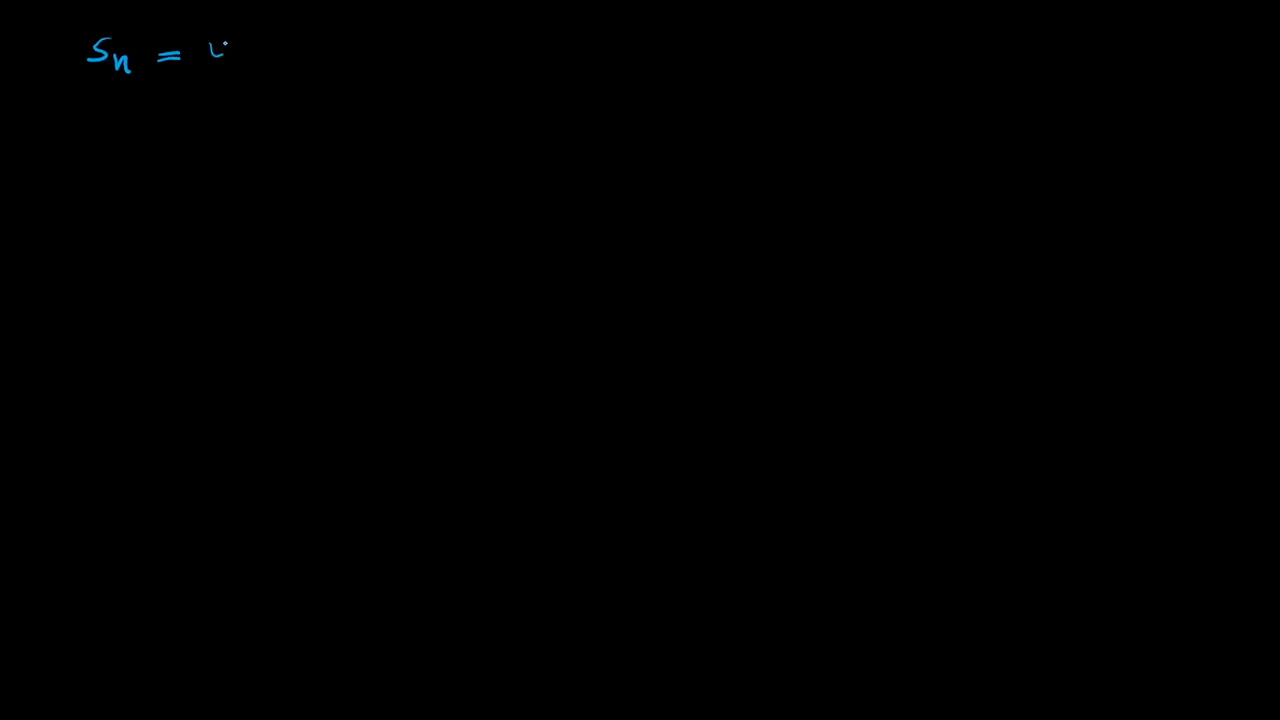 Sn =